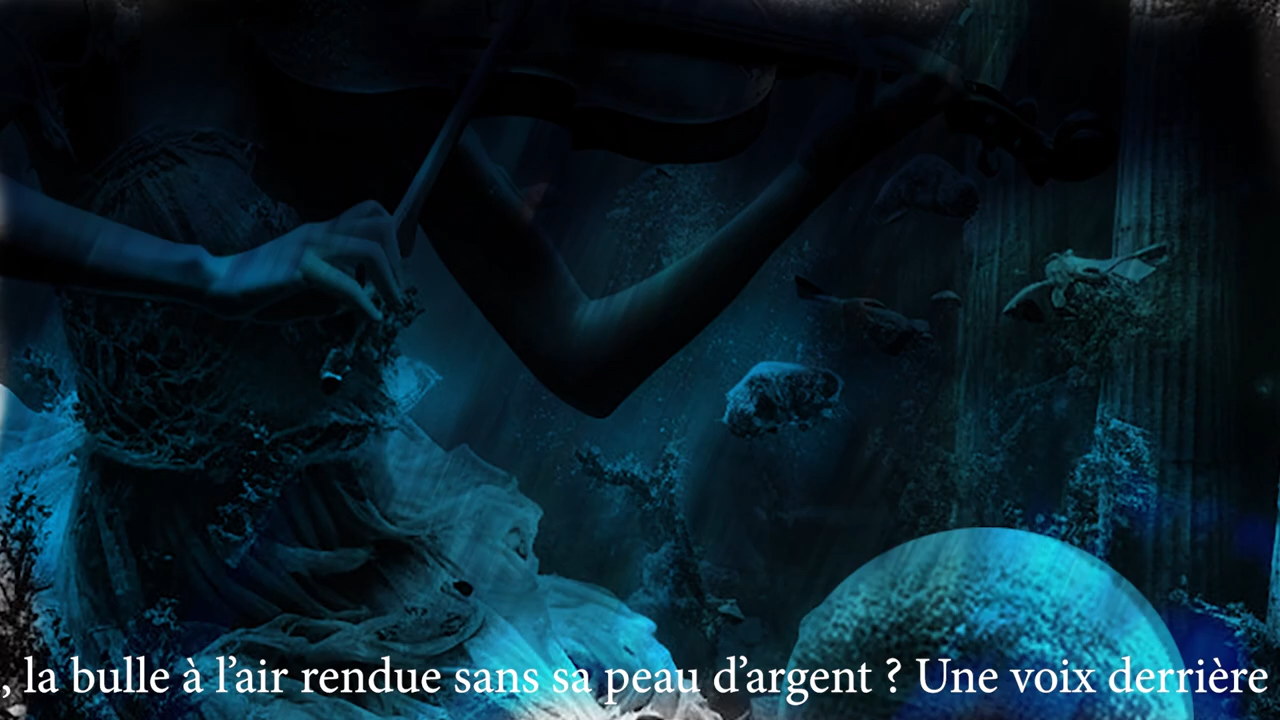 , la bulle à l’air rendue sans sa peau d’argent ? Une voix derrière